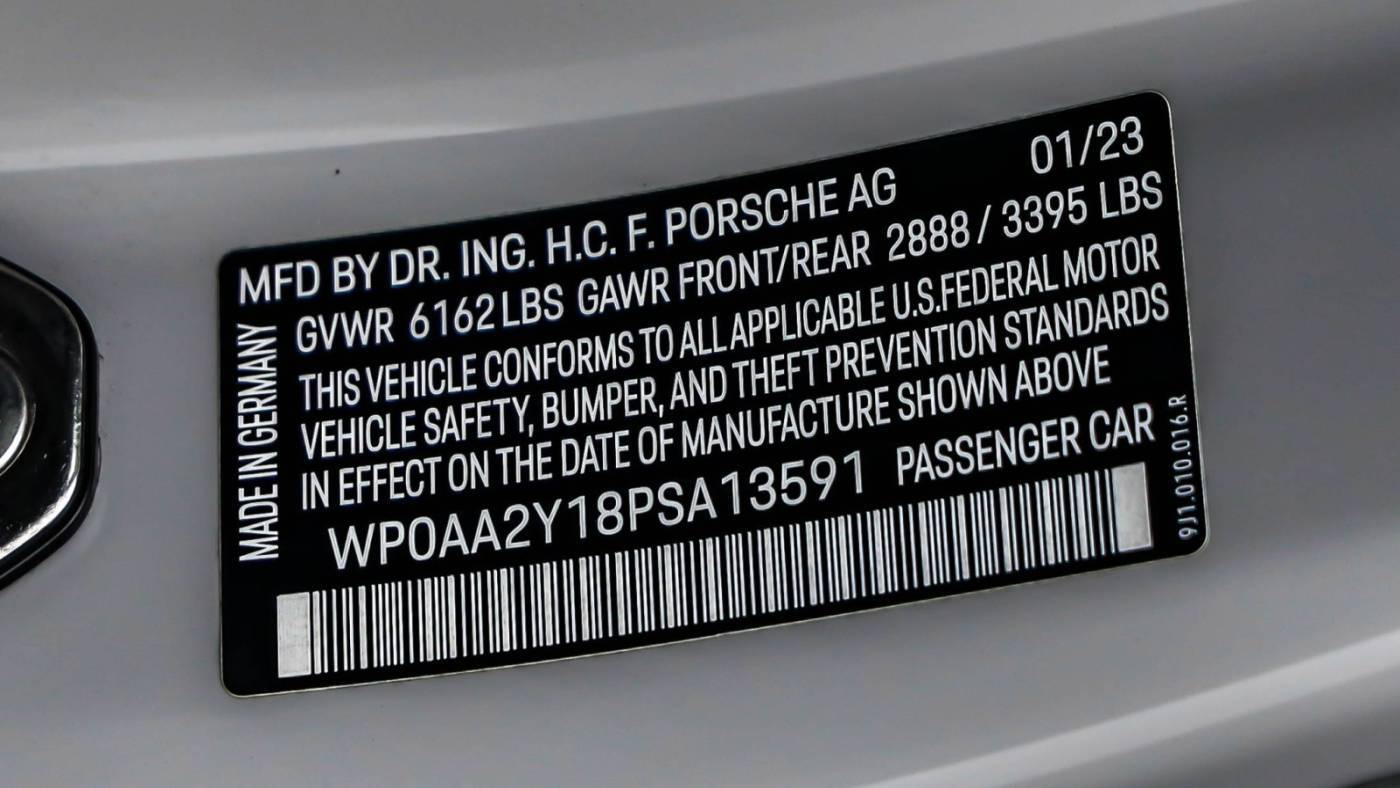 MFD BY DR. ING. H.C. F. PORSCHE AG 01/23
GVWR 6162 LBS GAWR FRONT/REAR 2888 / 3395 LBS
THIS VEHICLE CONFORMS TO ALL APPLICABLE U.S.FEDERAL MOTOR
VEHICLE SAFETY, BUMPER, AND THEFT PREVENTION STANDARDS
IN EFFECT ON THE DATE OF MANUFACTURE SHOWN ABOVE
WP0AA2Y18PSA13591 PASSENGER CAR
MADE IN GERMANY
9J1.010.016.R